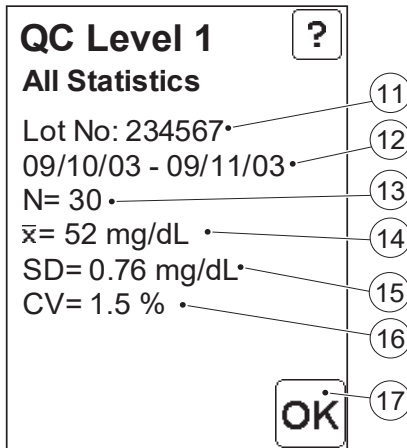 QC Level 1 ?
All Statistics
Lot No: 234567
09/10/03 - 09/11/03
N= 30
x̅= 52 mg/dL
SD= 0.76 mg/dL
CV= 1.5 %
OK
11
12
13
14
15
16
17